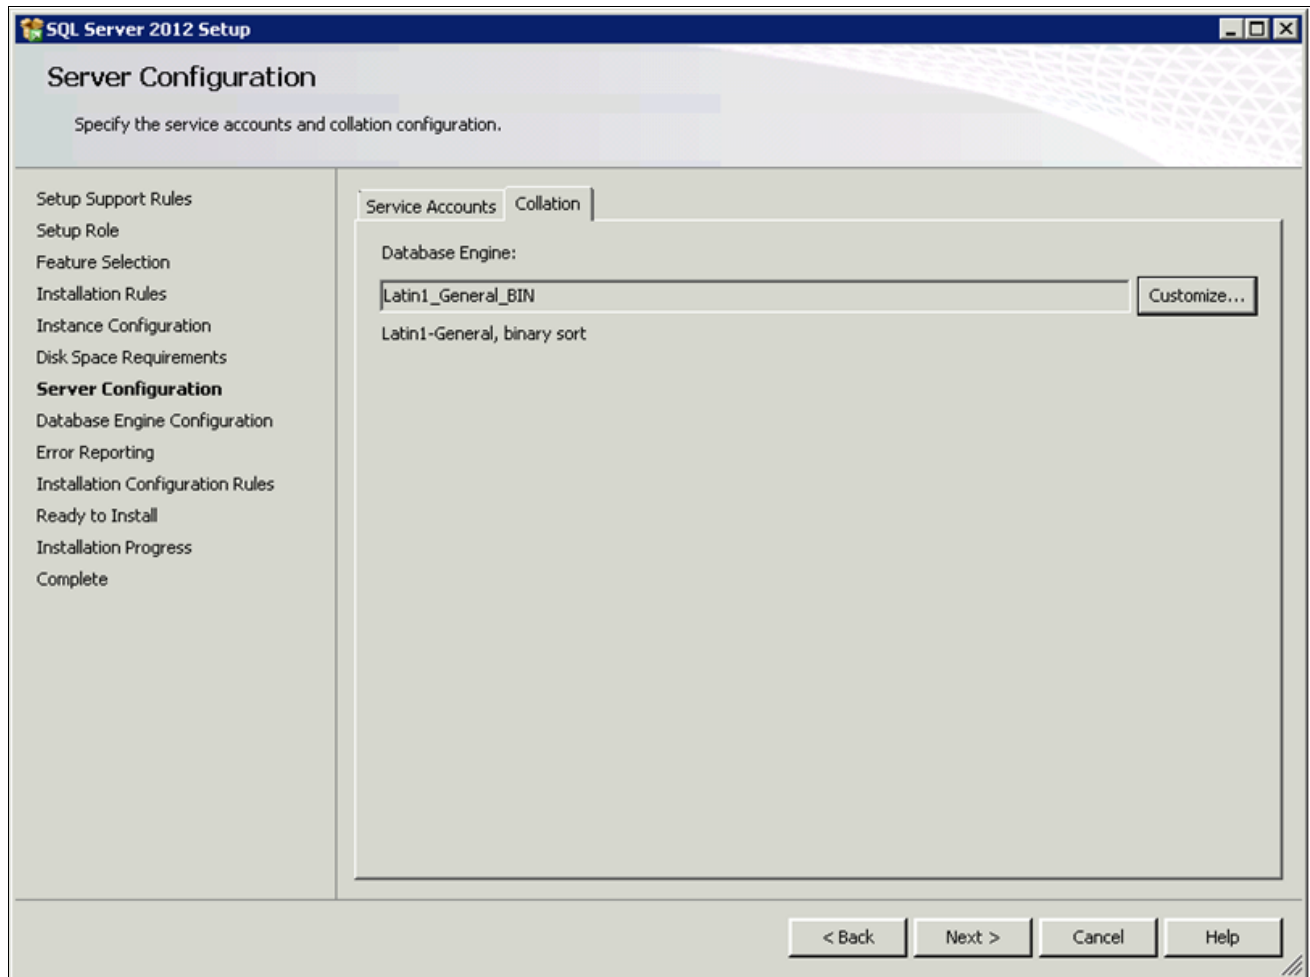 SQL Server 2012 Setup
Server Configuration
Specify the service accounts and collation configuration.
Setup Support Rules
Setup Role
Feature Selection
Installation Rules
Instance Configuration
Disk Space Requirements
Server Configuration
Database Engine Configuration
Error Reporting
Installation Configuration Rules
Ready to Install
Installation Progress
Complete
Service Accounts Collation
Database Engine:
Latin1_General_BIN Customize...
Latin1-General, binary sort
< Back Next > Cancel Help